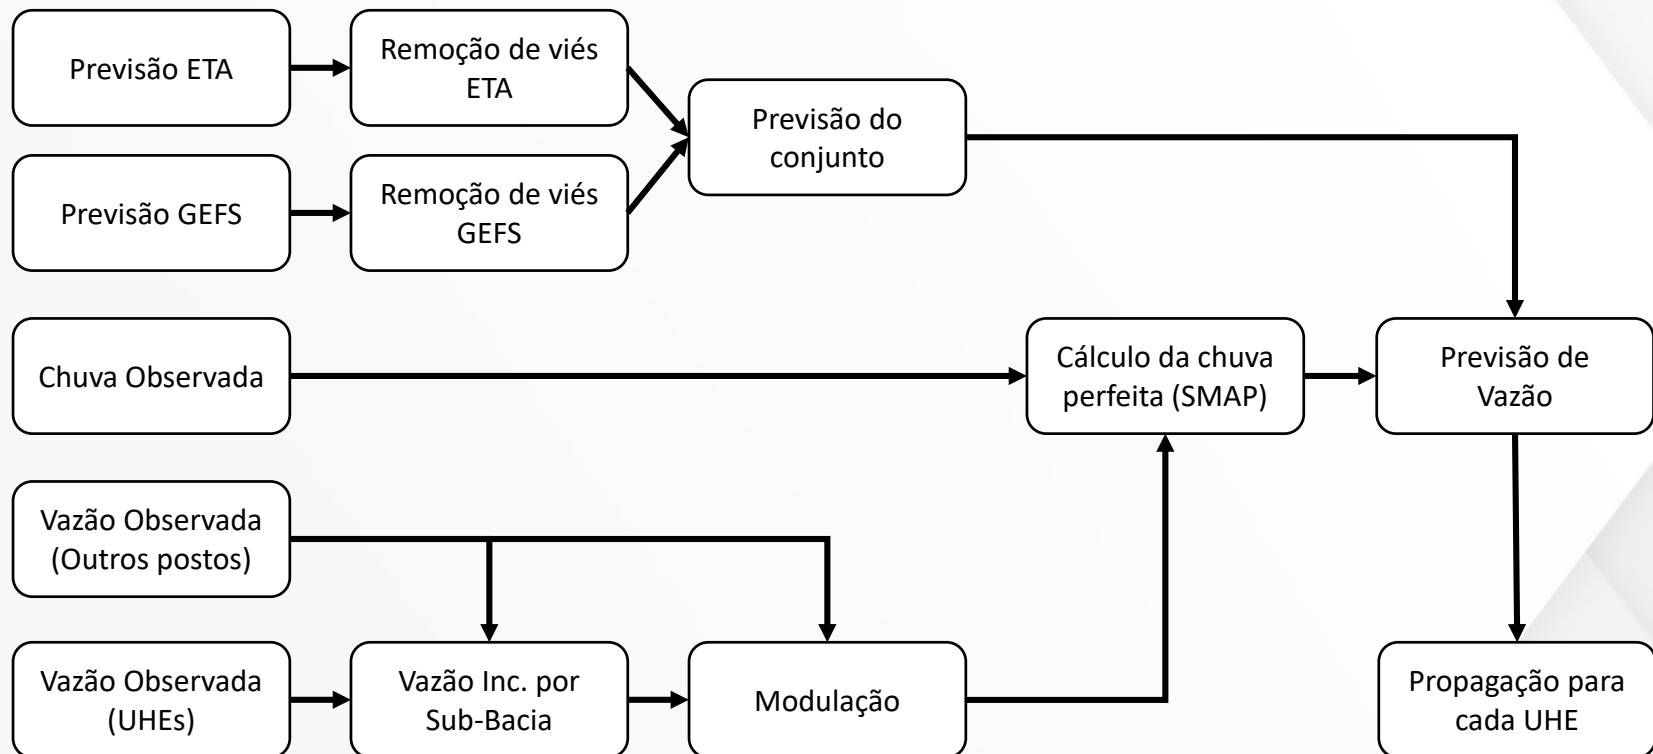 Previsão ETA
Remoção de viés
ETA
Previsão do
conjunto
Previsão GEFS
Remoção de viés
GEFS
Chuva Observada
Cálculo da chuva
perfeita (SMAP)
Previsão de
Vazão
Vazão Observada
(Outros postos)
Vazão Observada
(UHEs)
Vazão Inc. por
Sub-Bacia
Modulação
Propagação para
cada UHE